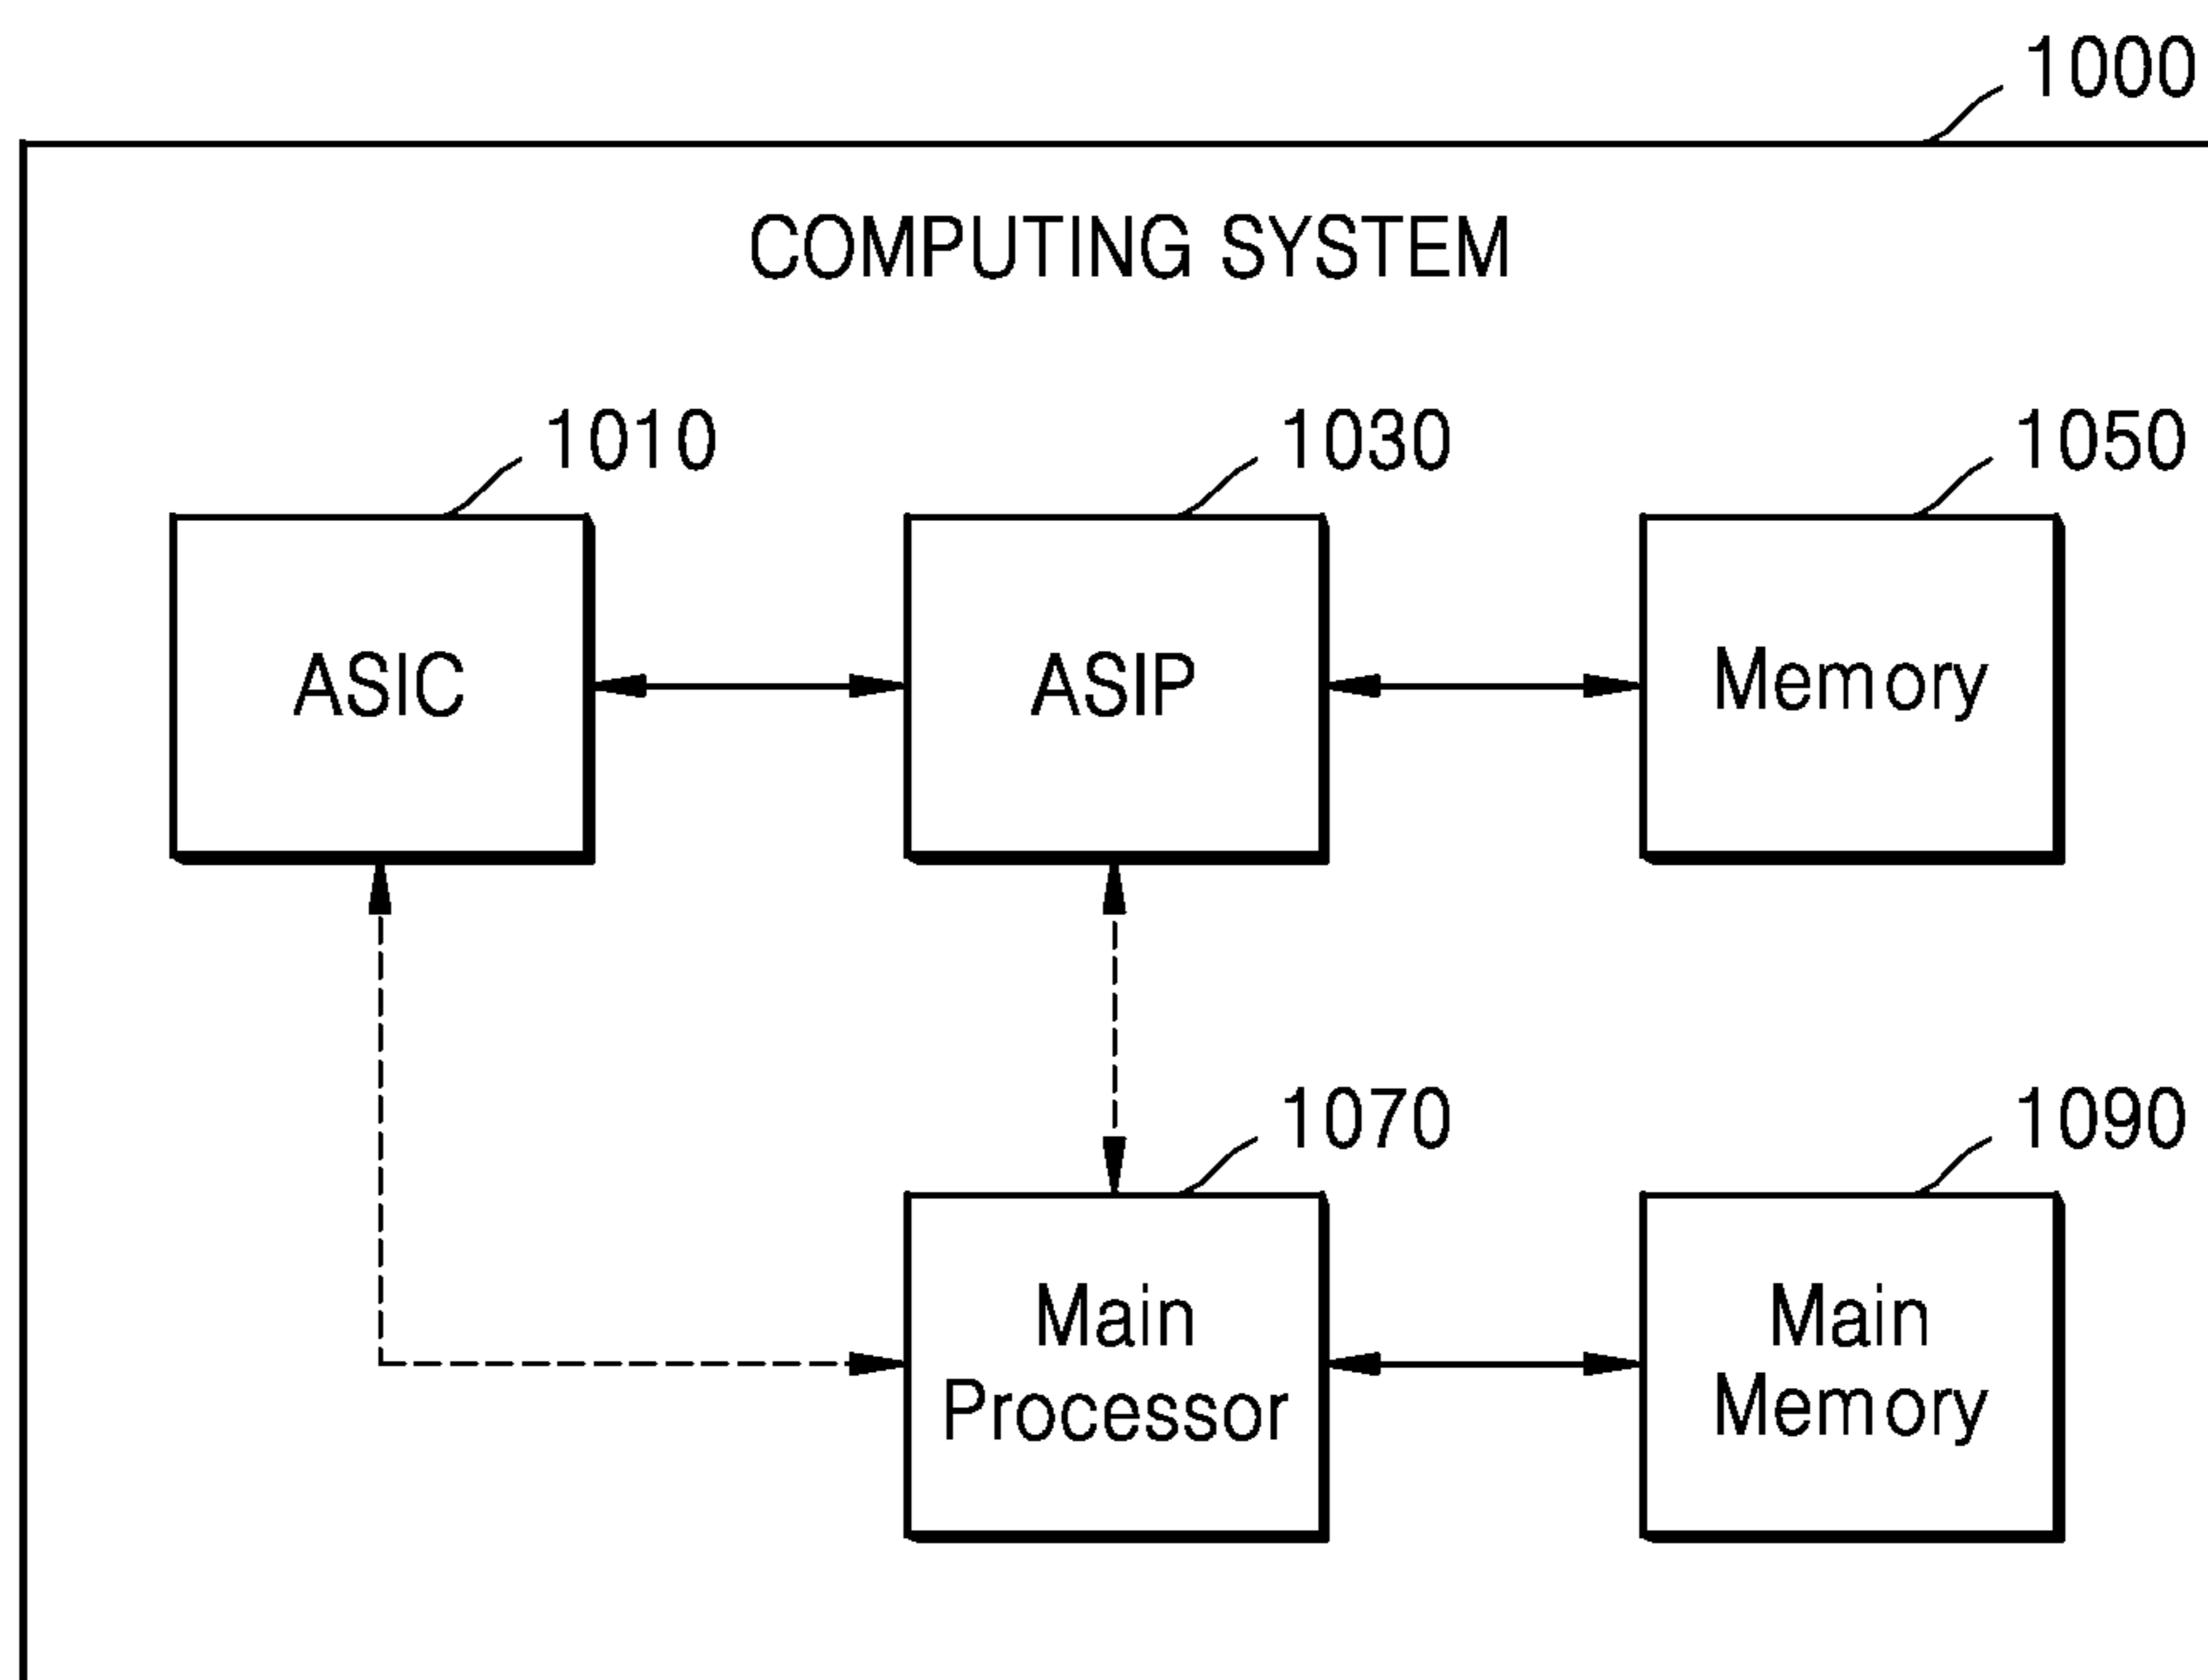 1000
COMPUTING SYSTEM
1010
1030
1050
ASIC
ASIP
Memory
1070
1090
Main
Processor
Main
Memory